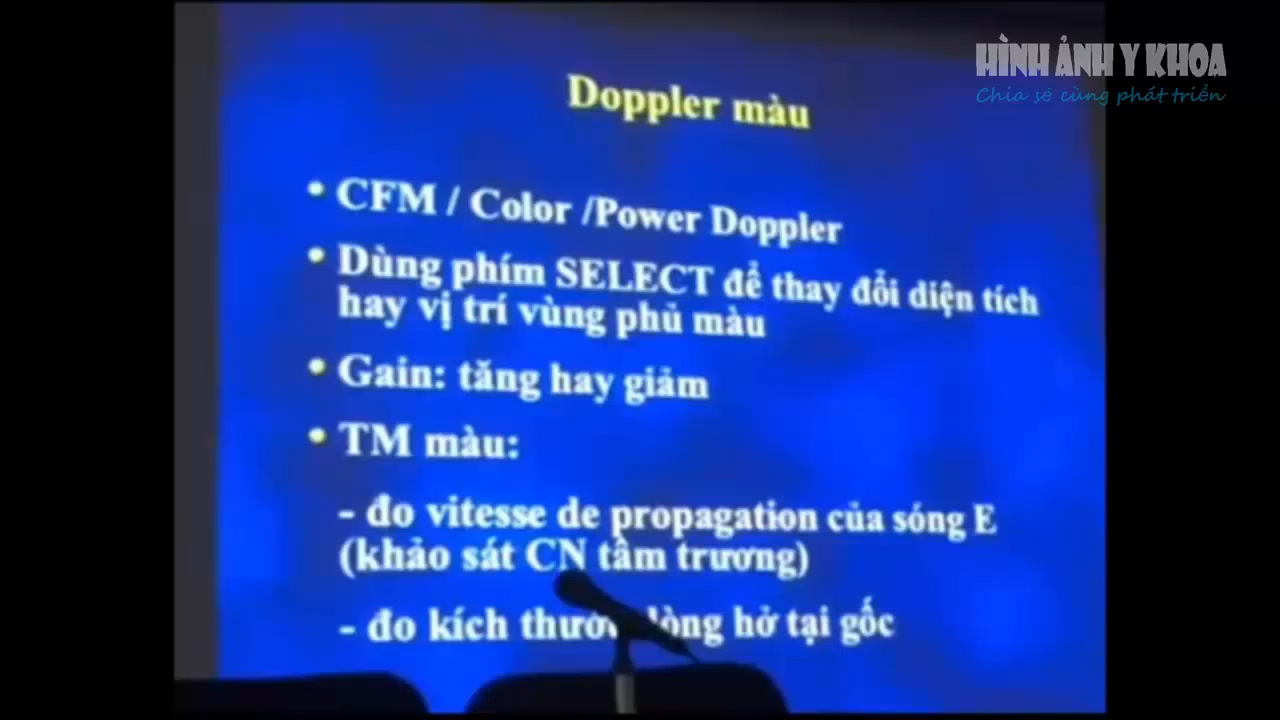 HÌNH ẢNH Y KHOA
Chia sẻ cùng phát triển
Doppler màu
• CFM / Color /Power Doppler
• Dùng phím SELECT để thay đổi diện tích
hay vị trí vùng phủ màu
• Gain: tăng hay giảm
• TM màu:
- đo vitesse de propagation của sóng E
(khảo sát CN tâm trương)
- đo kích hở tại gốc